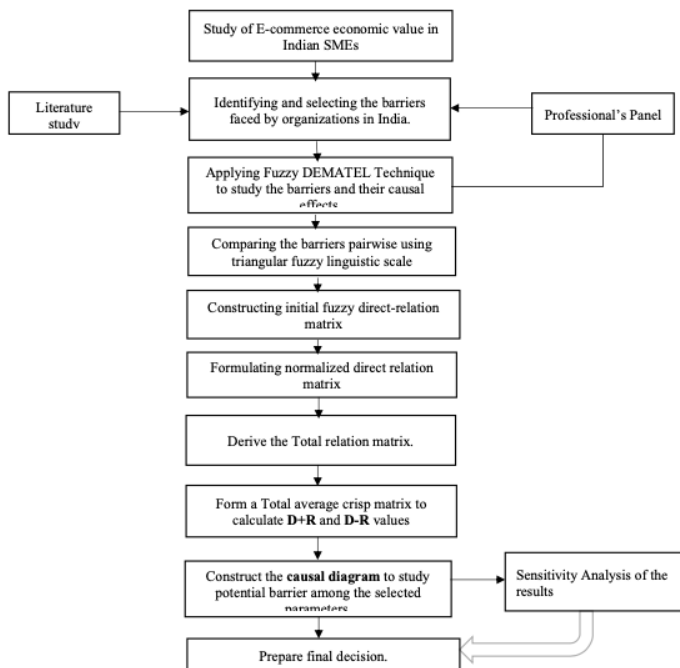 Study of E-commerce economic value in
Indian SMEs
Literature
study
Identifying and selecting the barriers
faced by organizations in India.
Professional's Panel
Applying Fuzzy DEMATEL Technique
to study the barriers and their causal
effects
Comparing the barriers pairwise using
triangular fuzzy linguistic scale
Constructing initial fuzzy direct-relation
matrix
Formulating normalized direct relation
matrix
Derive the Total relation matrix.
Form a Total average crisp matrix to
calculate D+R and D-R values
Construct the causal diagram to study
potential barrier among the selected
parameters
Sensitivity Analysis of the
results
Prepare final decision.